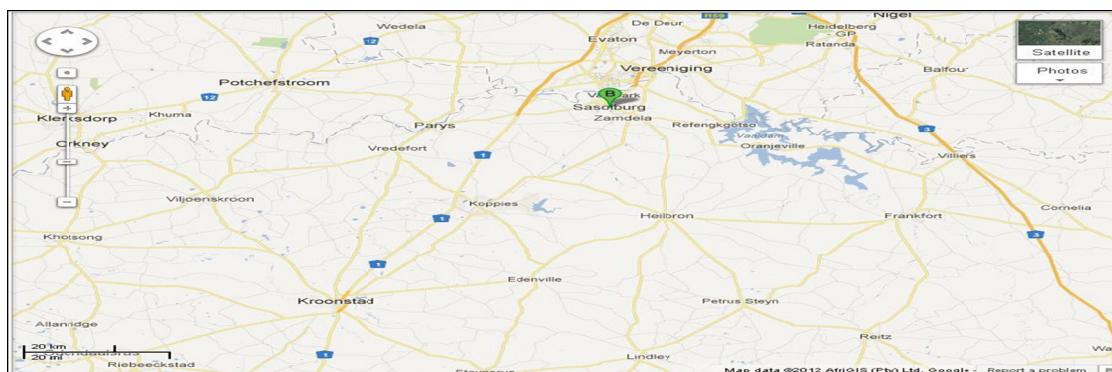 De Deur
R59
Nigel
Wedela
Heidelberg
- GP
Evaton
Ratanda
12
Meyerton
Satellite
Vereeniging
Balfour
Photos
Potchefstroom
12
B
Sasolburg
Khuma
Klerksdorp
Zamdela
Parys
Refengkgotso
3
Vaaldam
Orkney
Vredefort
Oranjeville
1
Villiers
Viljoenskroon
Koppies
Cornelia
1
Heilbron
Frankfort
Khotsong
3
1
Edenville
Kroonstad
Petrus Steyn
Allanridge
Reitz
20 km
20 mi
1
Lindley
Riebeeckstad
Map data ©2012 AfriGIS (Pty) Ltd, Google - Report a problem